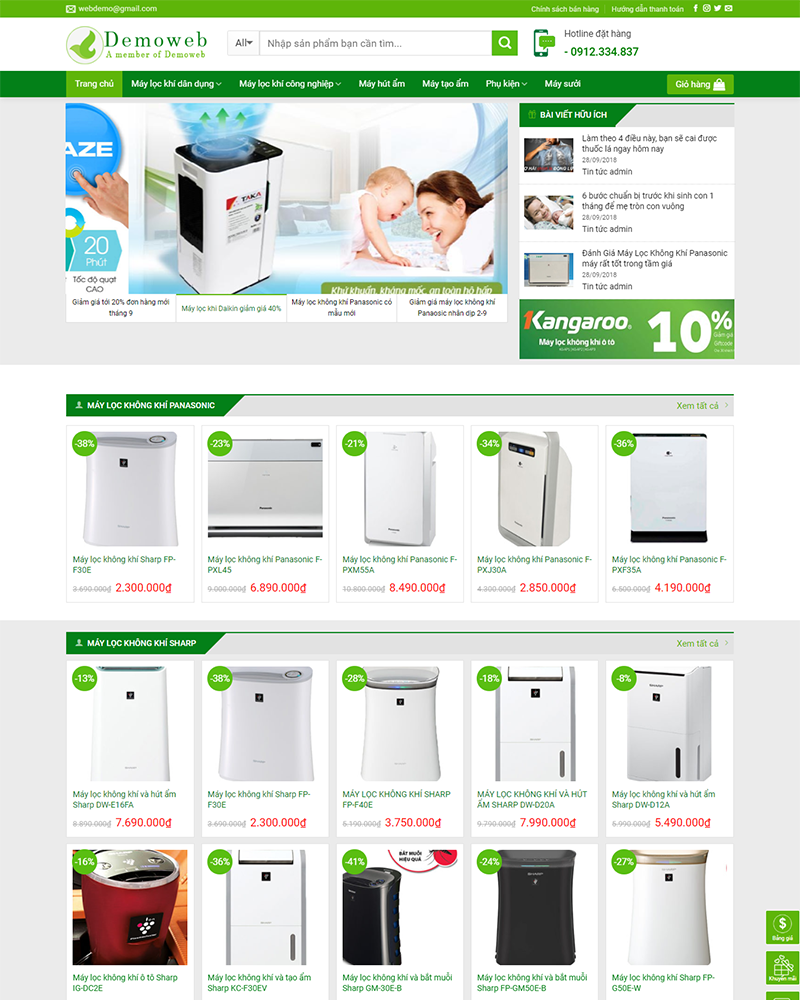 webdemo@gmail.com
Chính sách bán hàng
Hướng dẫn thanh toán
Demoweb
A member of Demoweb
All
Nhập sản phẩm bạn cần tìm...
Hotline đặt hàng
- 0912.334.837
Trang chủ
Máy lọc khí dân dụng
Máy lọc khí công nghiệp
Máy hút ẩm
Máy tạo ẩm
Phụ kiện
Máy sưởi
Giỏ hàng
AZE
20
Phút
Tốc độ quạt
CAO
TAKA
Khử khuẩn, kháng mốc, an toàn hô hấp
Giảm giá tới 20% đơn hàng mới
tháng 9
Máy lọc khí Daikin giảm giá 40%
Máy lọc không khí Panasonic có
mẫu mới
Giảm giá máy lọc không khí
Panaosic nhân dịp 2-9
BÀI VIẾT HỮU ÍCH
Làm theo 4 điều này, bạn sẽ cai được
thuốc lá ngay hôm nay
28/09/2018
Tin tức admin
6 bước chuẩn bị trước khi sinh con 1
tháng để mẹ tròn con vuông
28/09/2018
Tin tức admin
Đánh Giá Máy Lọc Không Khí Panasonic
máy rất tốt trong tầm giá
28/09/2018
Tin tức admin
Kangaroo
Máy lọc không khí ô tô
10%
Giảm giá
Giftcode
MÁY LỌC KHÔNG KHÍ PANASONIC
Xem tất cả
-38%
-23%
-21%
-34%
-36%
Máy lọc không khí Sharp FP-
F30E
3.690.000₫ 2.300.000₫
Máy lọc không khí Panasonic F-
PXL45
9.000.000₫ 6.890.000₫
Máy lọc không khí Panasonic F-
PXM55A
10.800.000₫ 8.490.000₫
Máy lọc không khí Panasonic F-
PXJ30A
4.300.000₫ 2.850.000₫
Máy lọc không khí Panasonic F-
PXF35A
6.500.000₫ 4.190.000₫
MÁY LỌC KHÔNG KHÍ SHARP
Xem tất cả
-13%
-38%
-28%
-18%
-8%
Máy lọc không khí và hút ẩm
Sharp DW-E16FA
8.890.000₫ 7.690.000₫
Máy lọc không khí Sharp FP-
F30E
3.690.000₫ 2.300.000₫
MÁY LỌC KHÔNG KHÍ SHARP
FP-F40E
5.190.000₫ 3.750.000₫
MÁY LỌC KHÔNG KHÍ VÀ HÚT
ẨM SHARP DW-D20A
9.790.000₫ 7.990.000₫
Máy lọc không khí và hút ẩm
Sharp DW-D12A
5.990.000₫ 5.490.000₫
-16%
-36%
-41%
BẮT MUỖI
HIỆU QUẢ
-24%
-27%
Máy lọc không khí ô tô Sharp
IG-DC2E
Máy lọc không khí và tạo ẩm
Sharp KC-F30EV
Máy lọc không khí và bắt muỗi
Sharp GM-30E-B
Máy lọc không khí và bắt muỗi
Sharp FP-GM50E-B
Máy lọc không khí Sharp FP-
G50E-W
Bảng giá
Khuyến mãi